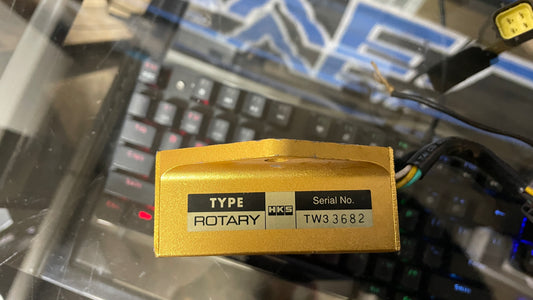 TYPE
ROTARY
HKS
Serial No.
TW33682